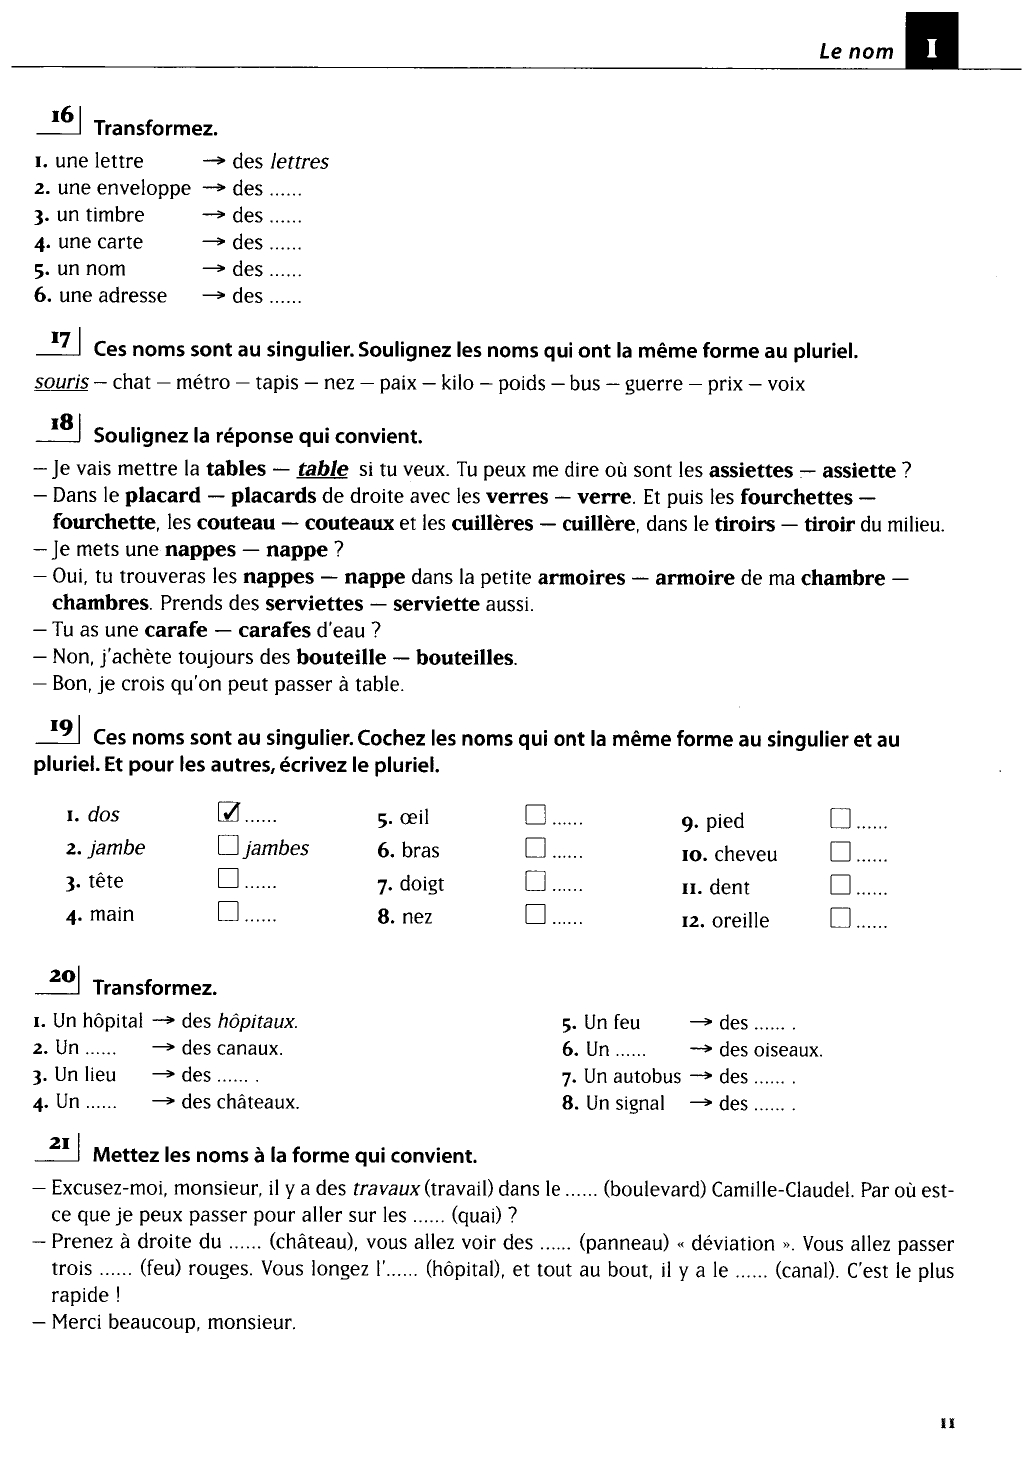 Le nom I
16 Transformez.
1. une lettre → des lettres
2. une enveloppe → des ......
3. un timbre → des ......
4. une carte → des ......
5. un nom → des ......
6. une adresse → des ......
17 Ces noms sont au singulier. Soulignez les noms qui ont la même forme au pluriel.
souris – chat – métro – tapis – nez – paix – kilo – poids – bus – guerre – prix – voix
18 Soulignez la réponse qui convient.
– Je vais mettre la tables – table si tu veux. Tu peux me dire où sont les assiettes – assiette ?
– Dans le placard – placards de droite avec les verres – verre. Et puis les fourchettes –
fourchette, les couteau – couteaux et les cuillères – cuillère, dans le tiroirs – tiroir du milieu.
– Je mets une nappes – nappe ?
– Oui, tu trouveras les nappes – nappe dans la petite armoires – armoire de ma chambre –
chambres. Prends des serviettes – serviette aussi.
– Tu as une carafe – carafes d'eau ?
– Non, j'achète toujours des bouteille – bouteilles.
– Bon, je crois qu'on peut passer à table.
19 Ces noms sont au singulier. Cochez les noms qui ont la même forme au singulier et au
pluriel. Et pour les autres, écrivez le pluriel.
1. dos ☑ ...... 5. œil ☐ ...... 9. pied ☐ ......
2. jambe ☐ jambes 6. bras ☐ ...... 10. cheveu ☐ ......
3. tête ☐ ...... 7. doigt ☐ ...... 11. dent ☐ ......
4. main ☐ ...... 8. nez ☐ ...... 12. oreille ☐ ......
20 Transformez.
1. Un hôpital → des hôpitaux. 5. Un feu → des ...... .
2. Un ...... → des canaux. 6. Un ...... → des oiseaux.
3. Un lieu → des ...... . 7. Un autobus → des ...... .
4. Un ...... → des châteaux. 8. Un signal → des ...... .
21 Mettez les noms à la forme qui convient.
– Excusez-moi, monsieur, il y a des travaux (travail) dans le ...... (boulevard) Camille-Claudel. Par où est-
ce que je peux passer pour aller sur les ...... (quai) ?
– Prenez à droite du ...... (château), vous allez voir des ...... (panneau) « déviation ». Vous allez passer
trois ...... (feu) rouges. Vous longez l'...... (hôpital), et tout au bout, il y a le ...... (canal). C'est le plus
rapide !
– Merci beaucoup, monsieur.
11